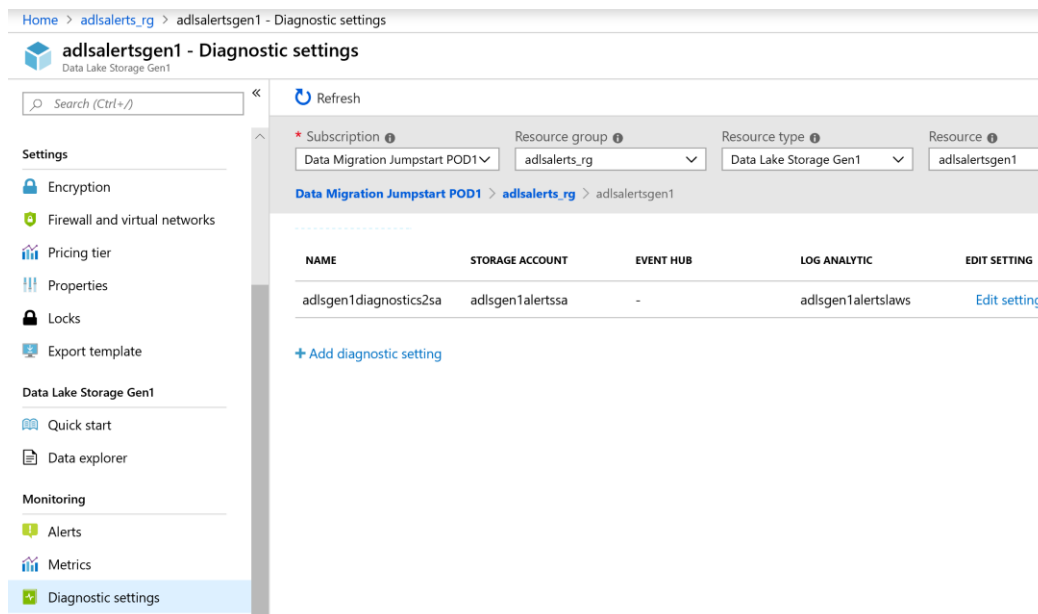 Home > adlsalerts_rg > adlsalertsgen1 - Diagnostic settings
adlsalertsgen1 - Diagnostic settings
Data Lake Storage Gen1
Search (Ctrl+/)
«
Settings
Encryption
Firewall and virtual networks
Pricing tier
Properties
Locks
Export template
Data Lake Storage Gen1
Quick start
Data explorer
Monitoring
Alerts
Metrics
Diagnostic settings
Refresh
* Subscription Resource group Resource type Resource
Data Migration Jumpstart POD1 adlsalerts_rg Data Lake Storage Gen1 adlsalertsgen1
Data Migration Jumpstart POD1 > adlsalerts_rg > adlsalertsgen1
NAME STORAGE ACCOUNT EVENT HUB LOG ANALYTIC EDIT SETTING
adlsgen1diagnostics2sa adlsgen1alertssa - adlsgen1alertslaws Edit setting
+ Add diagnostic setting